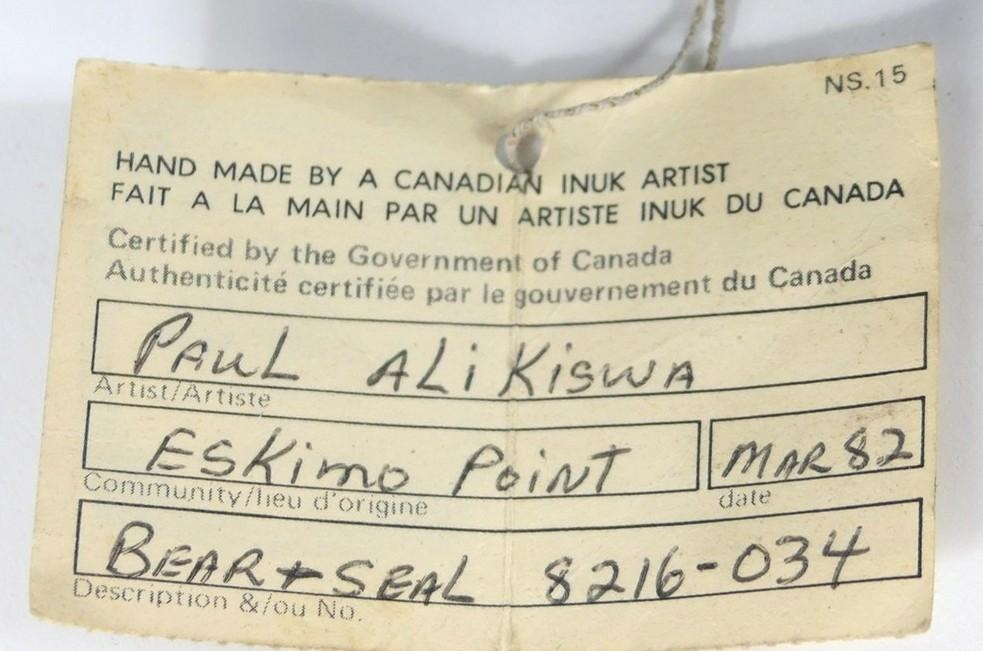 NS.15
HAND MADE BY A CANADIAN INUK ARTIST
FAIT A LA MAIN PAR UN ARTISTE INUK DU CANADA
Certified by the Government of Canada
Authenticité certifiée par le gouvernement du Canada
PAUL ALiKiSWA
Artist/Artiste
ESKimo PoiNT MAR 82
Community/lieu d'origine date
BEAR + SEAL 8216-034
Description &/ou No.